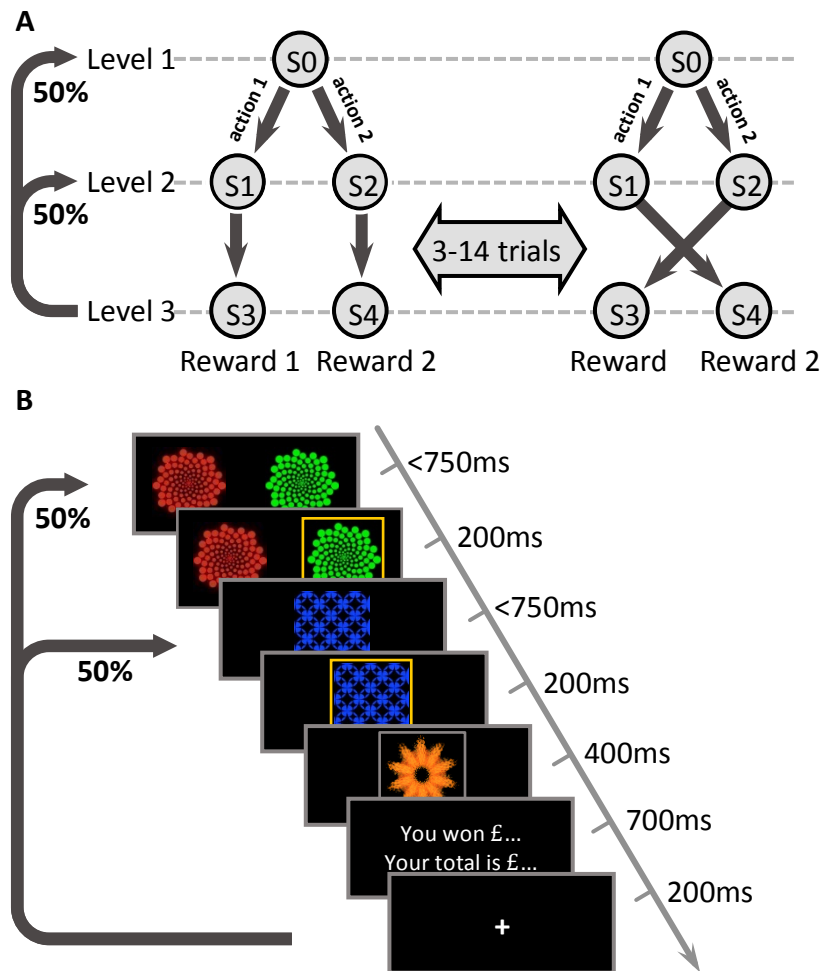 A
Level 1
S0
S0
50%
action 1
action 2
action 1
action 2
Level 2
S1
S2
S1
S2
50%
3-14 trials
Level 3
S3
S4
S3
S4
Reward 1
Reward 2
Reward
Reward 2
B
<750ms
50%
200ms
<750ms
50%
200ms
400ms
You won £...
Your total is £...
700ms
200ms
+